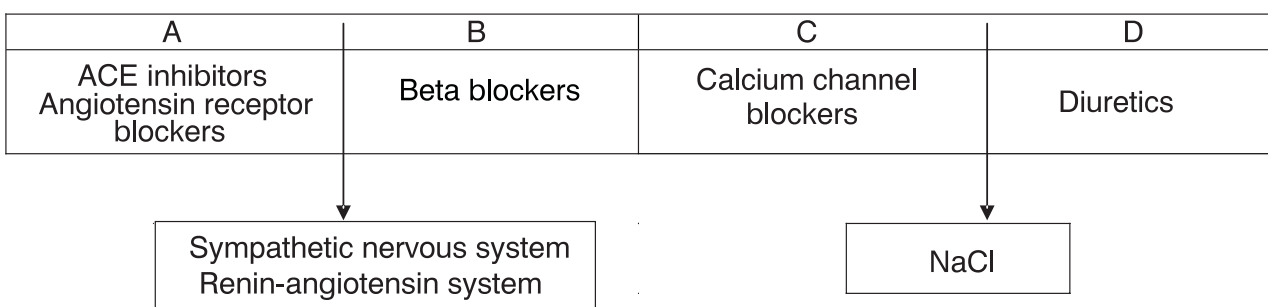 A B C D
ACE inhibitors
Angiotensin receptor
blockers
Beta blockers
Calcium channel
blockers
Diuretics
Sympathetic nervous system
Renin-angiotensin system
NaCl